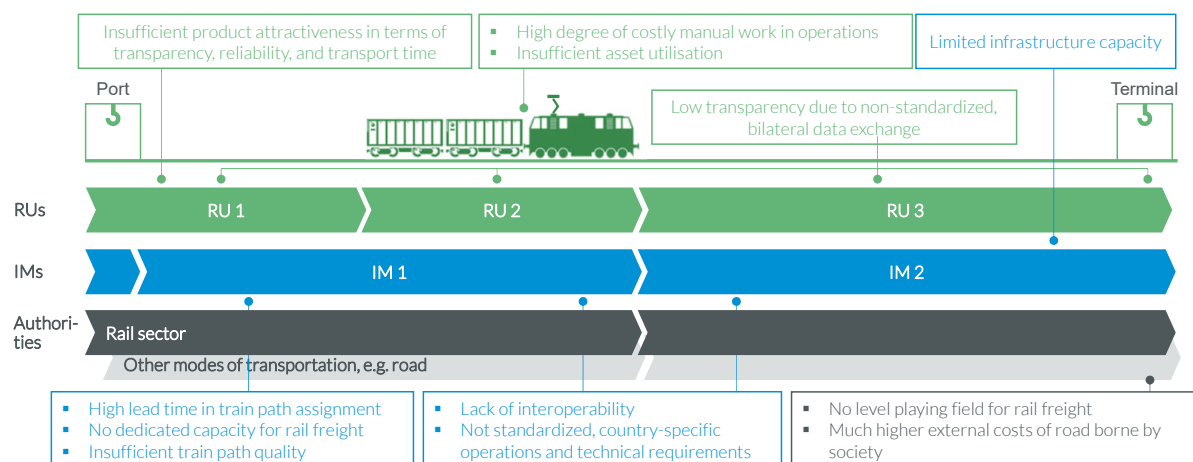 Insufficient product attractiveness in terms of
transparency, reliability, and transport time
▪ High degree of costly manual work in operations
▪ Insufficient asset utilisation
Limited infrastructure capacity
Port
Terminal
Low transparency due to non-standardized,
bilateral data exchange
RUs
RU 1
RU 2
RU 3
IMs
IM 1
IM 2
Authori-
ties
Rail sector
Other modes of transportation, e.g. road
▪ High lead time in train path assignment
▪ No dedicated capacity for rail freight
▪ Insufficient train path quality
▪ Lack of interoperability
▪ Not standardized, country-specific
operations and technical requirements
▪ No level playing field for rail freight
▪ Much higher external costs of road borne by
society